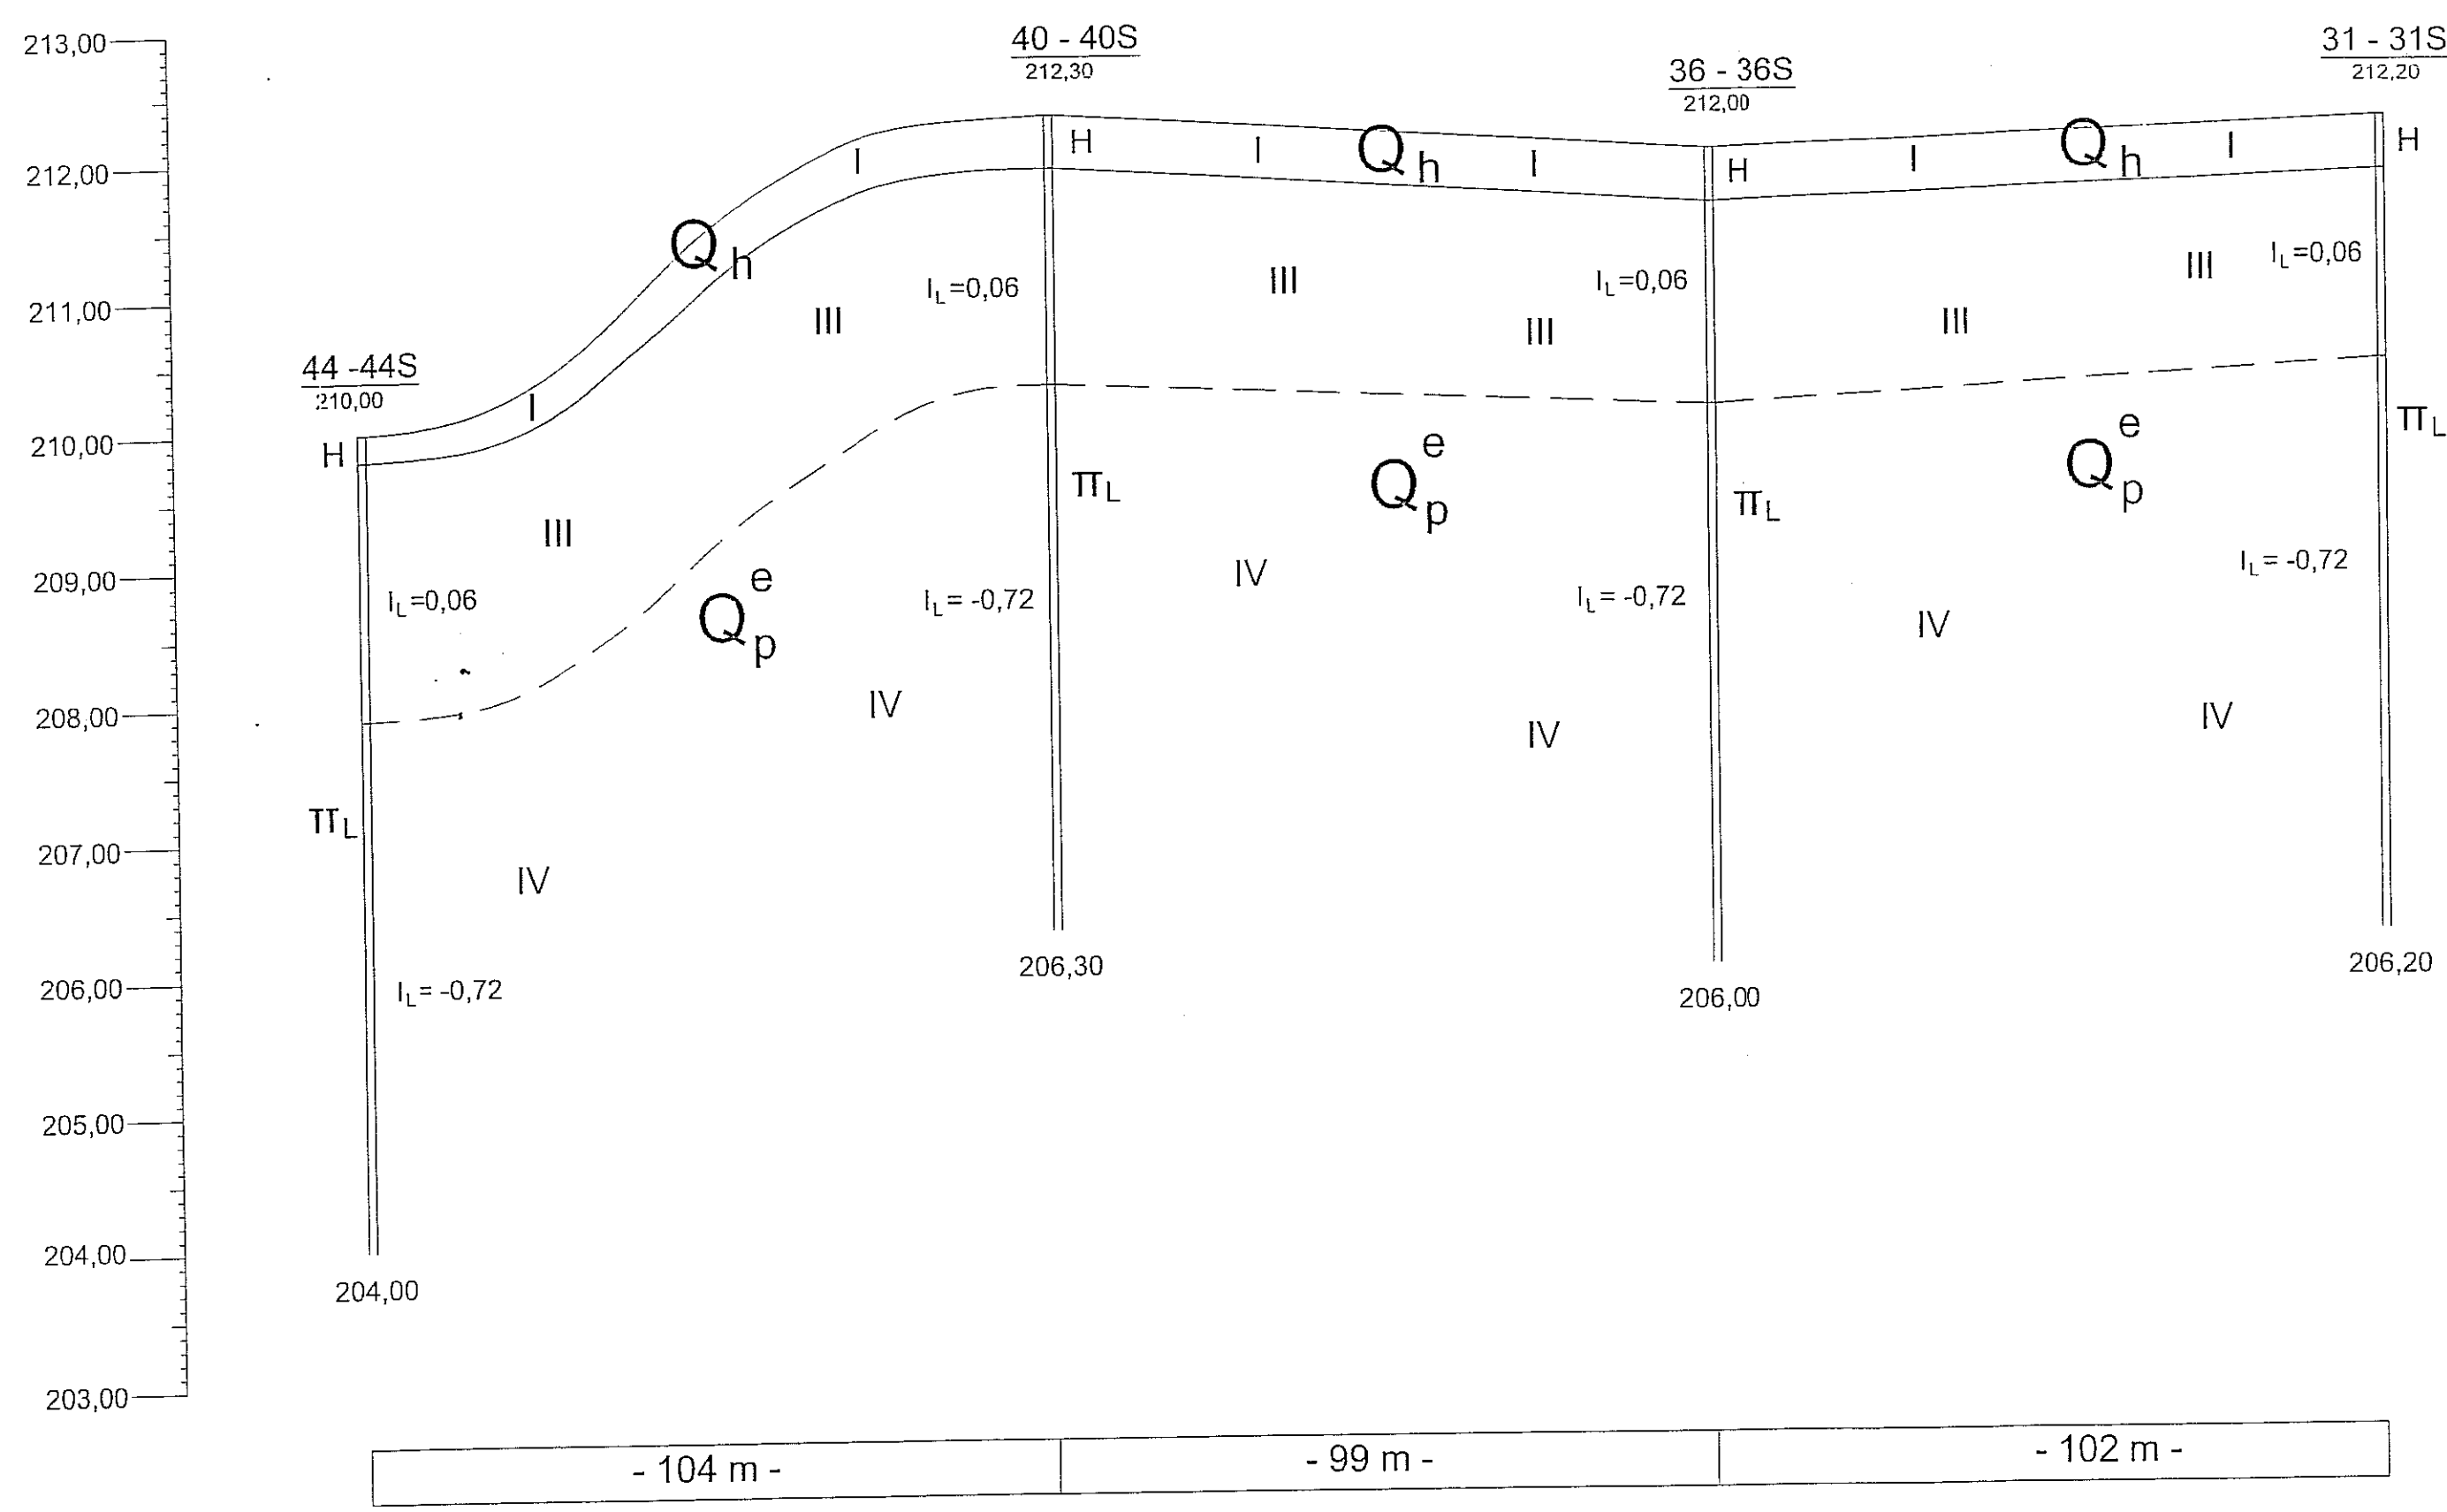 213,00
212,00
211,00
210,00
209,00
208,00
207,00
206,00
205,00
204,00
203,00
44 -44S
210,00
40 - 40S
212,30
36 - 36S
212,00
31 - 31S
212,20
H
I
Q h
I
H
I
Q h
I
H
I
Q h
I
H
III
III
III
III
III
III
I L =0,06
I L =0,06
I L =0,06
I L =0,06
π L
π L
π L
π L
Q e p
Q e p
Q e p
IV
IV
IV
IV
IV
IV
I L = -0,72
I L = -0,72
I L = -0,72
I L = -0,72
204,00
206,30
206,00
206,20
- 104 m -
- 99 m -
- 102 m -